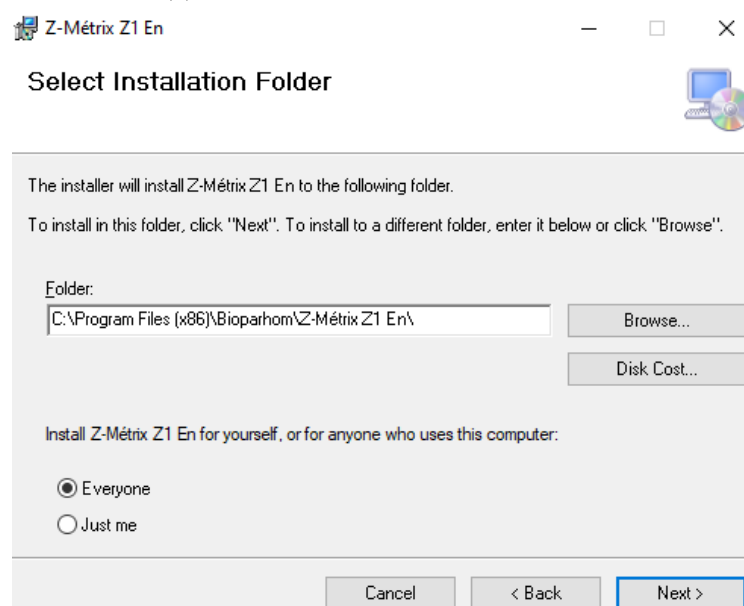 Z-Métrix Z1 En
Select Installation Folder
The installer will install Z-Métrix Z1 En to the following folder.
To install in this folder, click "Next". To install to a different folder, enter it below or click "Browse".
Folder:
C:\Program Files (x86)\Bioparhom\Z-Métrix Z1 En\
Browse...
Disk Cost...
Install Z-Métrix Z1 En for yourself, or for anyone who uses this computer:
Everyone
Just me
Cancel
< Back
Next >